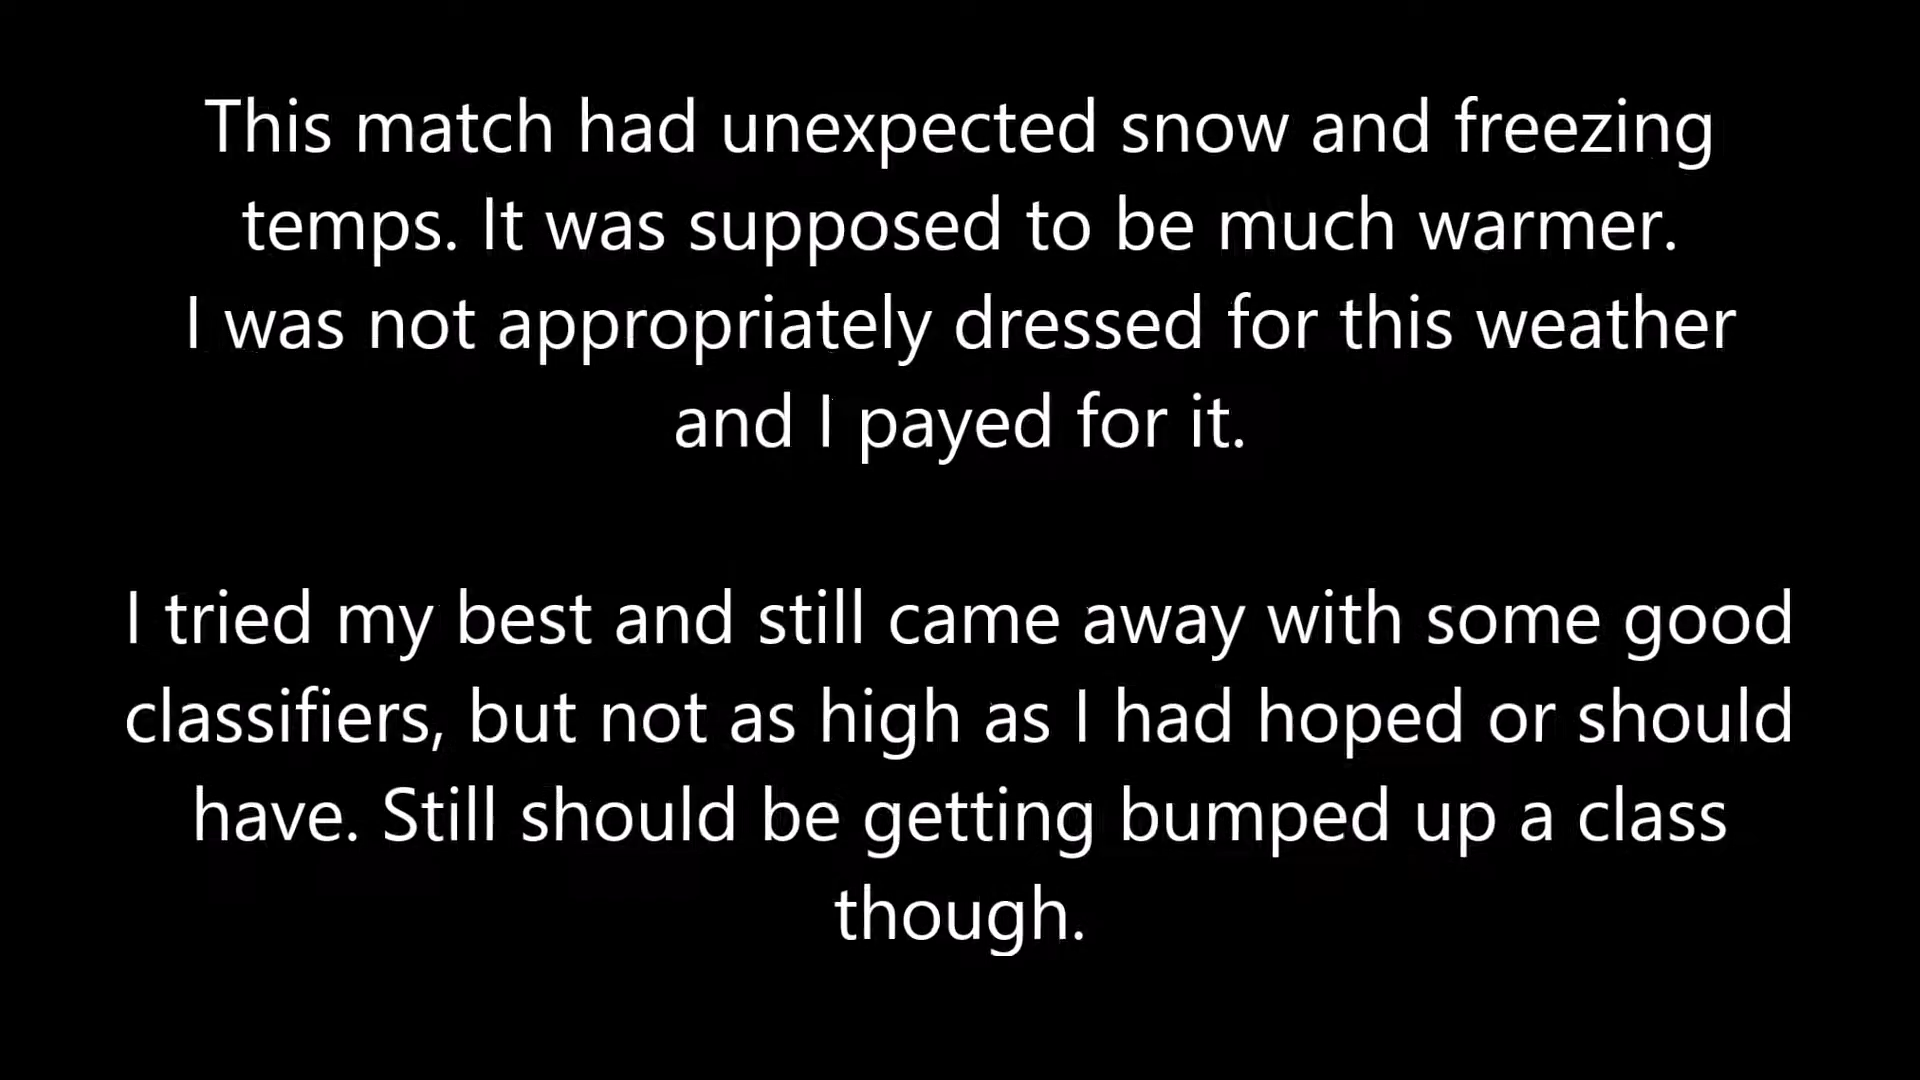 This match had unexpected snow and freezing
temps. It was supposed to be much warmer.
I was not appropriately dressed for this weather
and I payed for it.
I tried my best and still came away with some good
classifiers, but not as high as I had hoped or should
have. Still should be getting bumped up a class
though.